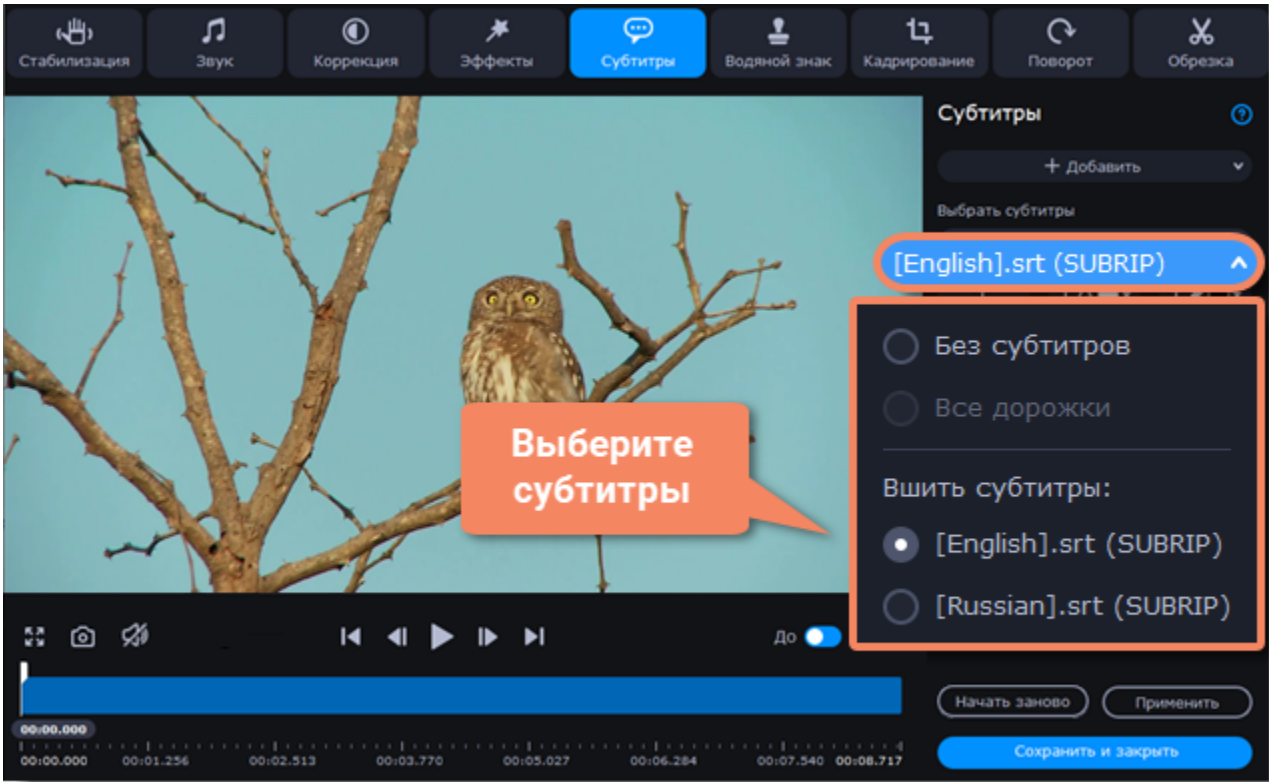 Стабилизация
Звук
Коррекция
Эффекты
Субтитры
Водяной знак
Кадрирование
Поворот
Обрезка
Субтитры
?
+ Добавить
Выбрать субтитры
[English].srt (SUBRIP)
Без субтитров
Все дорожки
Вшить субтитры:
[English].srt (SUBRIP)
[Russian].srt (SUBRIP)
Выберите
субтитры
До
Начать заново
Применить
Сохранить и закрыть
00:00.000
00:00.000 00:01.256 00:02.513 00:03.770 00:05.027 00:06.284 00:07.540 00:08.717